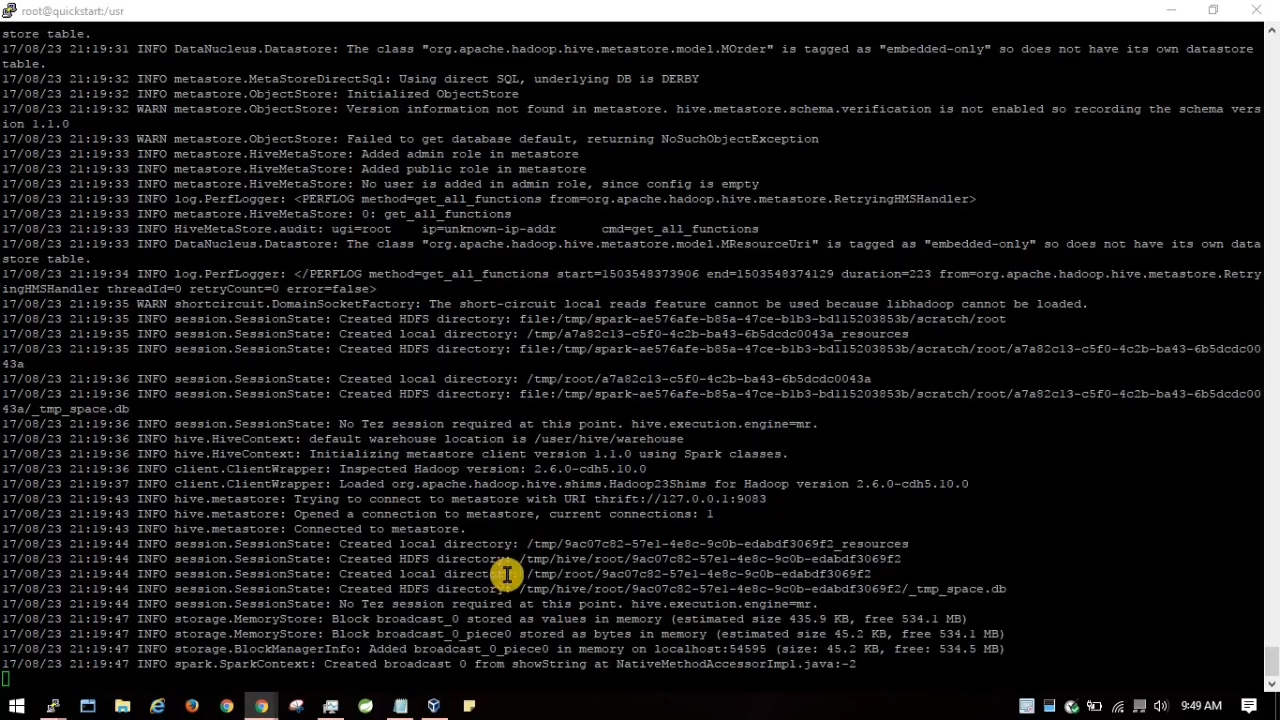 root@quickstart:/usr
store table.
17/08/23 21:19:31 INFO DataNucleus.Datastore: The class "org.apache.hadoop.hive.metastore.model.MOrder" is tagged as "embedded-only" so does not have its own datastore
table.
17/08/23 21:19:32 INFO metastore.MetaStoreDirectSql: Using direct SQL, underlying DB is DERBY
17/08/23 21:19:32 INFO metastore.ObjectStore: Initialized ObjectStore
17/08/23 21:19:32 WARN metastore.ObjectStore: Version information not found in metastore. hive.metastore.schema.verification is not enabled so recording the schema vers
ion 1.1.0
17/08/23 21:19:33 WARN metastore.ObjectStore: Failed to get database default, returning NoSuchObjectException
17/08/23 21:19:33 INFO metastore.HiveMetaStore: Added admin role in metastore
17/08/23 21:19:33 INFO metastore.HiveMetaStore: Added public role in metastore
17/08/23 21:19:33 INFO metastore.HiveMetaStore: No user is added in admin role, since config is empty
17/08/23 21:19:33 INFO log.PerfLogger: <PERFLOG method=get_all_functions from=org.apache.hadoop.hive.metastore.RetryingHMSHandler>
17/08/23 21:19:33 INFO metastore.HiveMetaStore: 0: get_all_functions
17/08/23 21:19:33 INFO HiveMetaStore.audit: ugi=root ip=unknown-ip-addr cmd=get_all_functions
17/08/23 21:19:33 INFO DataNucleus.Datastore: The class "org.apache.hadoop.hive.metastore.model.MResourceUri" is tagged as "embedded-only" so does not have its own data
store table.
17/08/23 21:19:34 INFO log.PerfLogger: </PERFLOG method=get_all_functions start=1503548373906 end=1503548374129 duration=223 from=org.apache.hadoop.hive.metastore.Retry
ingHMSHandler threadId=0 retryCount=0 error=false>
17/08/23 21:19:35 WARN shortcircuit.DomainSocketFactory: The short-circuit local reads feature cannot be used because libhadoop cannot be loaded.
17/08/23 21:19:35 INFO session.SessionState: Created HDFS directory: file:/tmp/spark-ae576afe-b85a-47ce-b1b3-bd115203853b/scratch/root
17/08/23 21:19:35 INFO session.SessionState: Created local directory: /tmp/a7a82c13-c5f0-4c2b-ba43-6b5dcdc0043a_resources
17/08/23 21:19:35 INFO session.SessionState: Created HDFS directory: file:/tmp/spark-ae576afe-b85a-47ce-b1b3-bd115203853b/scratch/root/a7a82c13-c5f0-4c2b-ba43-6b5dcdc00
43a
17/08/23 21:19:36 INFO session.SessionState: Created local directory: /tmp/root/a7a82c13-c5f0-4c2b-ba43-6b5dcdc0043a
17/08/23 21:19:36 INFO session.SessionState: Created HDFS directory: file:/tmp/spark-ae576afe-b85a-47ce-b1b3-bd115203853b/scratch/root/a7a82c13-c5f0-4c2b-ba43-6b5dcdc00
43a/_tmp_space.db
17/08/23 21:19:36 INFO session.SessionState: No Tez session required at this point. hive.execution.engine=mr.
17/08/23 21:19:36 INFO hive.HiveContext: default warehouse location is /user/hive/warehouse
17/08/23 21:19:36 INFO hive.HiveContext: Initializing metastore client version 1.1.0 using Spark classes.
17/08/23 21:19:36 INFO client.ClientWrapper: Inspected Hadoop version: 2.6.0-cdh5.10.0
17/08/23 21:19:37 INFO client.ClientWrapper: Loaded org.apache.hadoop.hive.shims.Hadoop23Shims for Hadoop version 2.6.0-cdh5.10.0
17/08/23 21:19:43 INFO hive.metastore: Trying to connect to metastore with URI thrift://127.0.0.1:9083
17/08/23 21:19:43 INFO hive.metastore: Opened a connection to metastore, current connections: 1
17/08/23 21:19:43 INFO hive.metastore: Connected to metastore.
17/08/23 21:19:44 INFO session.SessionState: Created local directory: /tmp/9ac07c82-57e1-4e8c-9c0b-edabdf3069f2_resources
17/08/23 21:19:44 INFO session.SessionState: Created HDFS directory: /tmp/hive/root/9ac07c82-57e1-4e8c-9c0b-edabdf3069f2
17/08/23 21:19:44 INFO session.SessionState: Created local directory: /tmp/root/9ac07c82-57e1-4e8c-9c0b-edabdf3069f2
17/08/23 21:19:44 INFO session.SessionState: Created HDFS directory: /tmp/hive/root/9ac07c82-57e1-4e8c-9c0b-edabdf3069f2/_tmp_space.db
17/08/23 21:19:44 INFO session.SessionState: No Tez session required at this point. hive.execution.engine=mr.
17/08/23 21:19:47 INFO storage.MemoryStore: Block broadcast_0 stored as values in memory (estimated size 435.9 KB, free 534.1 MB)
17/08/23 21:19:47 INFO storage.MemoryStore: Block broadcast_0_piece0 stored as bytes in memory (estimated size 45.2 KB, free 534.1 MB)
17/08/23 21:19:47 INFO storage.BlockManagerInfo: Added broadcast_0_piece0 in memory on localhost:54595 (size: 45.2 KB, free: 534.5 MB)
17/08/23 21:19:47 INFO spark.SparkContext: Created broadcast 0 from showString at NativeMethodAccessorImpl.java:-2
9:49 AM